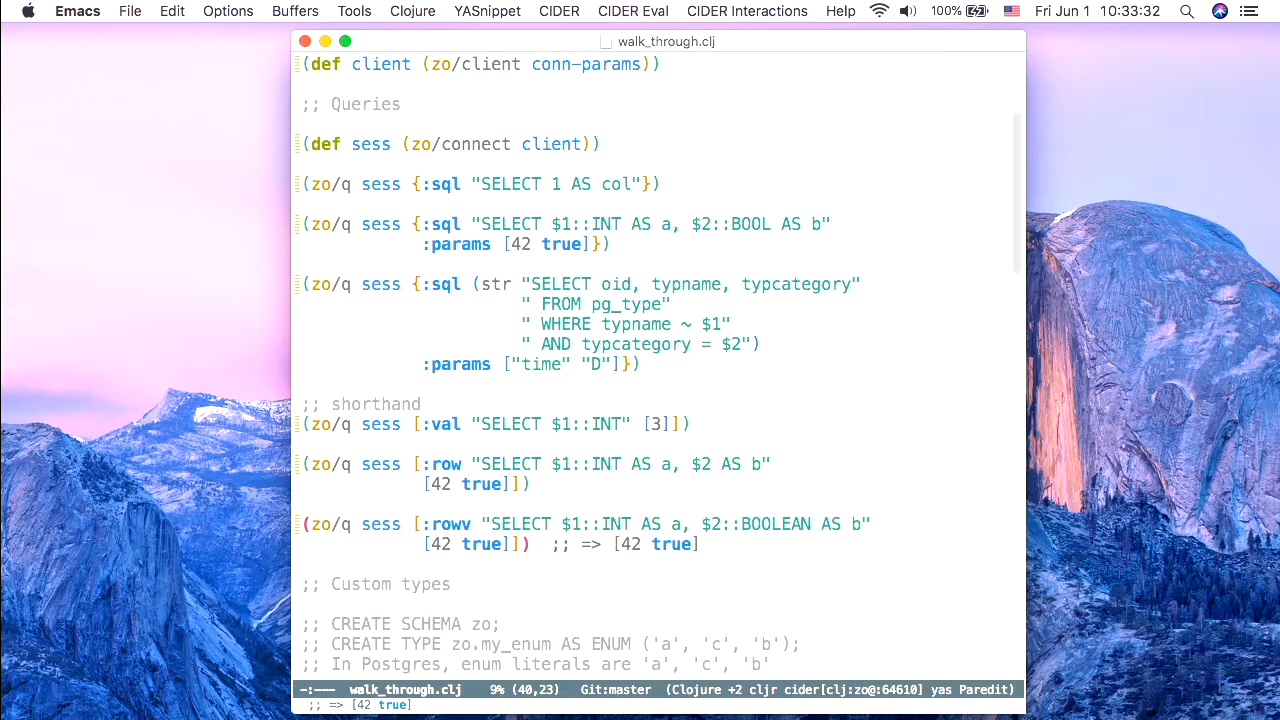 Emacs File Edit Options Buffers Tools Clojure YASnippet CIDER CIDER Eval CIDER Interactions Help 100% Fri Jun 1 10:33:32
walk_through.clj
(def client (zo/client conn-params))
;; Queries
(def sess (zo/connect client))
(zo/q sess {:sql "SELECT 1 AS col"})
(zo/q sess {:sql "SELECT $1::INT AS a, $2::BOOL AS b"
:params [42 true]})
(zo/q sess {:sql (str "SELECT oid, typname, typcategory"
" FROM pg_type"
" WHERE typname ~ $1"
" AND typcategory = $2")
:params ["time" "D"]})
;; shorthand
(zo/q sess [:val "SELECT $1::INT" [3]])
(zo/q sess [:row "SELECT $1::INT AS a, $2 AS b"
[42 true]])
(zo/q sess [:rowv "SELECT $1::INT AS a, $2::BOOLEAN AS b"
[42 true]]) ;; => [42 true]
;; Custom types
;; CREATE SCHEMA zo;
;; CREATE TYPE zo.my_enum AS ENUM ('a', 'c', 'b');
;; In Postgres, enum literals are 'a', 'c', 'b'
-:--- walk_through.clj 9% (40,23) Git:master (Clojure +2 cljr cider[clj:zo@:64610] yas Paredit)
;; => [42 true]